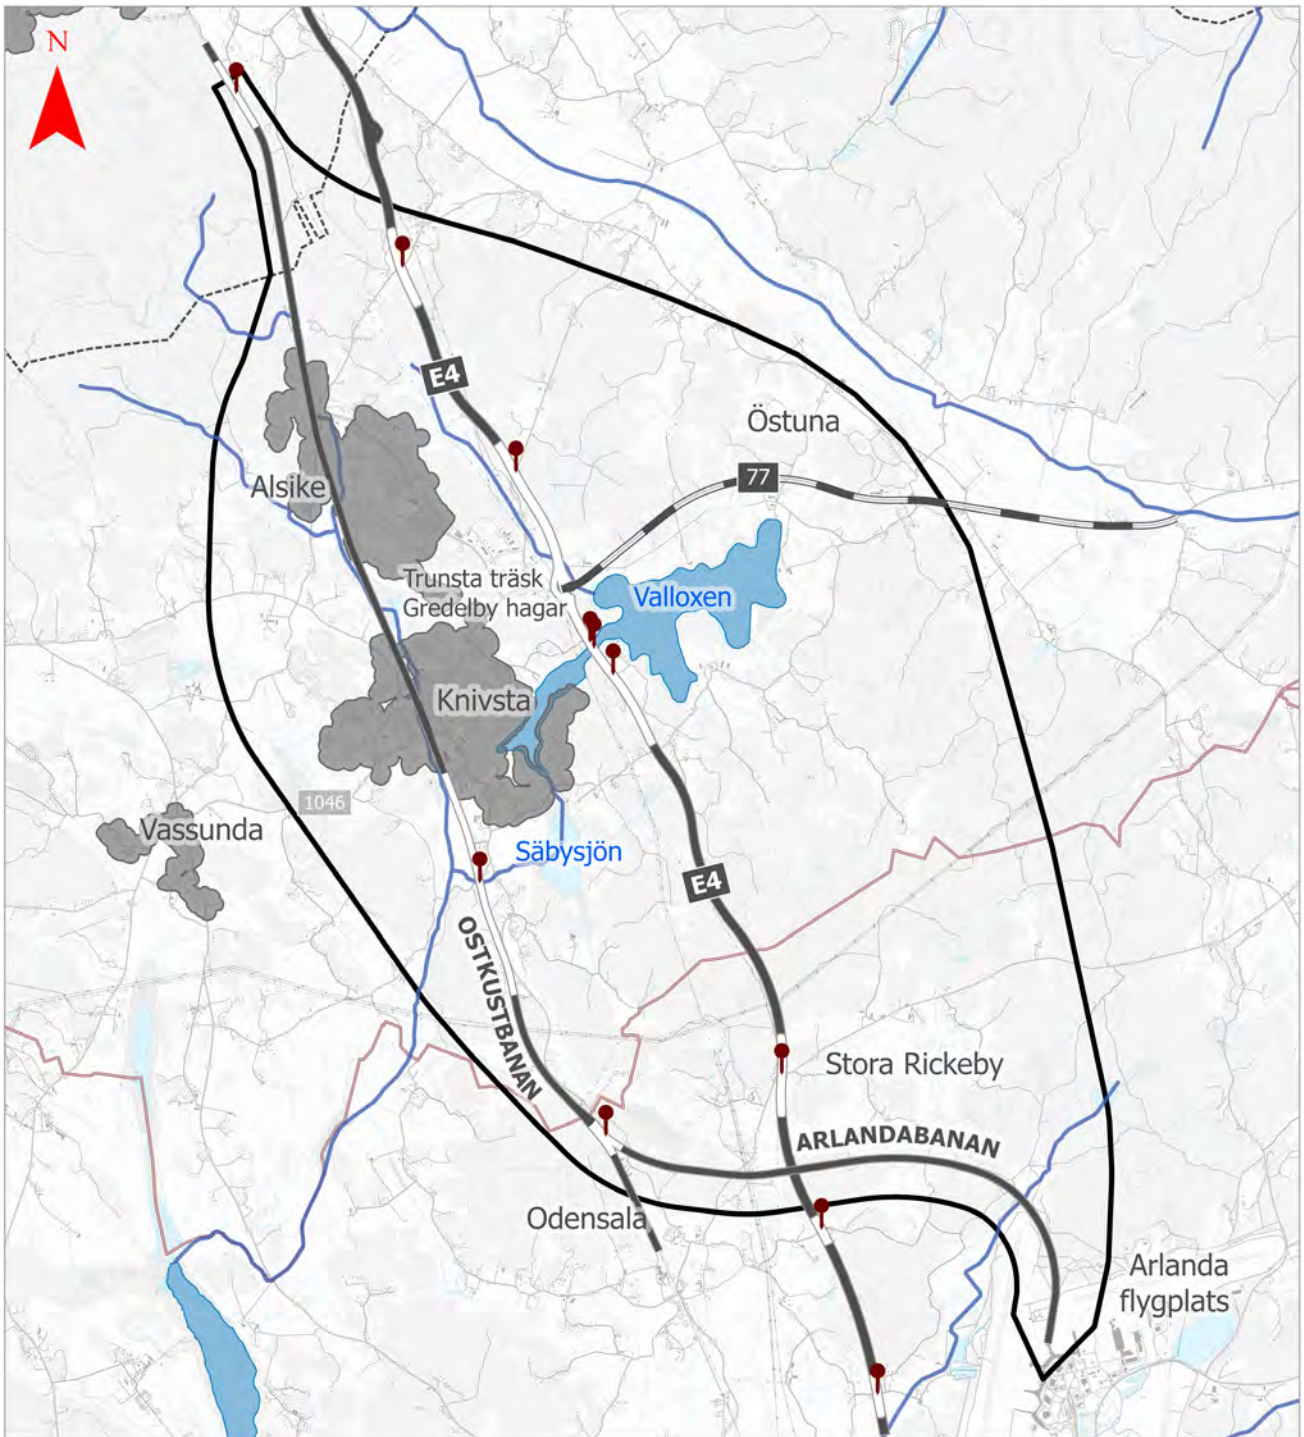 N
E4
Östuna
77
Alsike
Trunsta träsk
Gredelby hagar
Valloxen
Knivsta
1046
Vassunda
Säbysjön
E4
OSTKUSTBANAN
Stora Rickeby
ARLANDABANAN
Odensala
Arlanda
flygplats